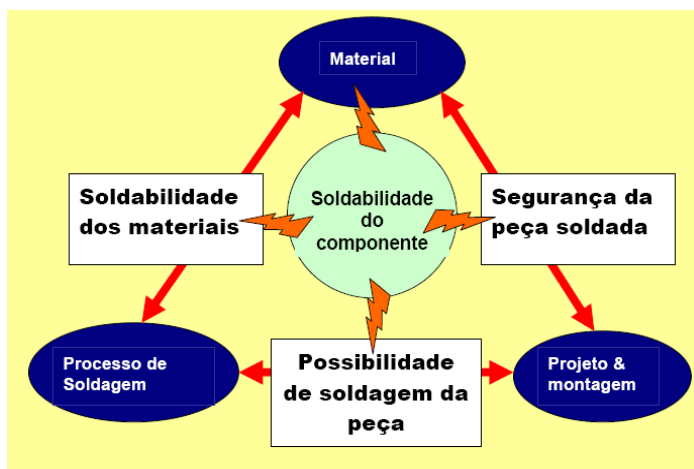 Material
Soldabilidade
dos materiais
Soldabilidade
do
componente
Segurança da
peça soldada
Processo de
Soldagem
Possibilidade
de soldagem da
peça
Projeto &
montagem